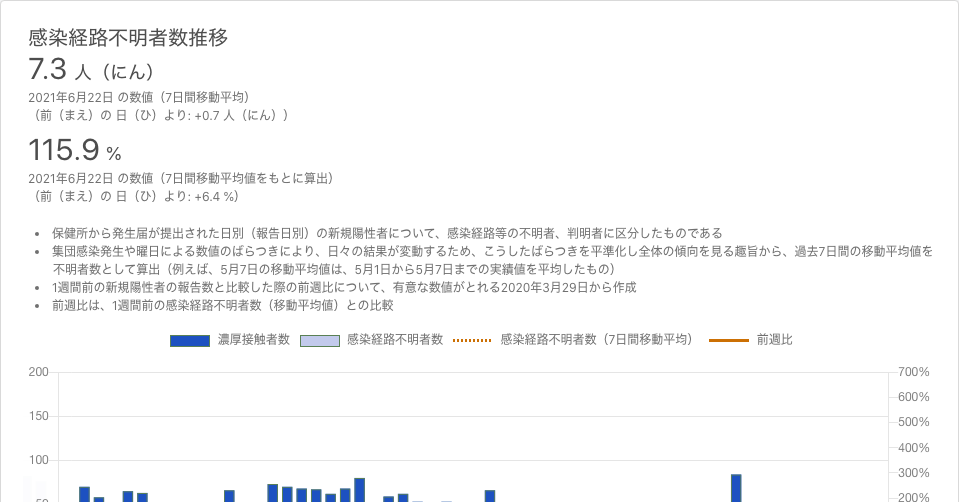 感染経路不明者数推移
7.3 人（にん）
2021年6月22日 の数値（7日間移動平均）
（前（まえ）の 日（ひ）より: +0.7 人（にん））
115.9 %
2021年6月22日 の数値（7日間移動平均値をもとに算出）
（前（まえ）の 日（ひ）より: +6.4 %）
• 保健所から発生届が提出された日別（報告日別）の新規陽性者について、感染経路等の不明者、判明者に区分したものである
• 集団感染発生や曜日による数値のばらつきにより、日々の結果が変動するため、こうしたばらつきを平準化し全体の傾向を見る趣旨から、過去7日間の移動平均値を
不明者数として算出（例えば、5月7日の移動平均値は、5月1日から5月7日までの実績値を平均したもの）
• 1週間前の新規陽性者の報告数と比較した際の前週比について、有意な数値がとれる2020年3月29日から作成
• 前週比は、1週間前の感染経路不明者数（移動平均値）との比較
濃厚接触者数 感染経路不明者数 感染経路不明者数（7日間移動平均） 前週比
200 700%
600%
150 500%
400%
100 300%
50 200%